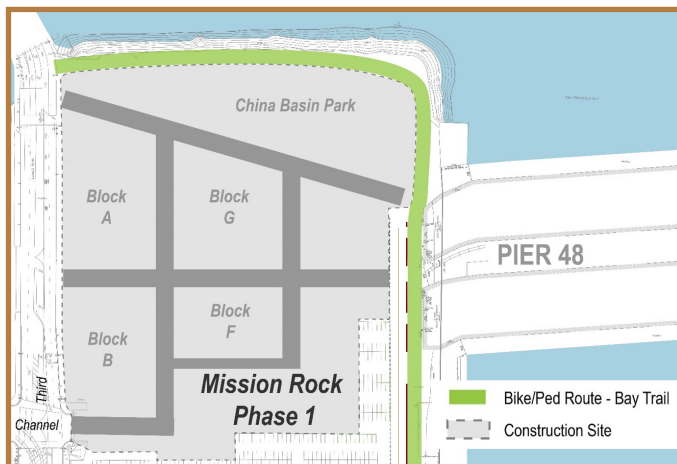 China Basin Park
Block
A
Block
G
PIER 48
Block
F
Block
B
Third
Mission Rock
Phase 1
Channel
Bike/Ped Route - Bay Trail
Construction Site